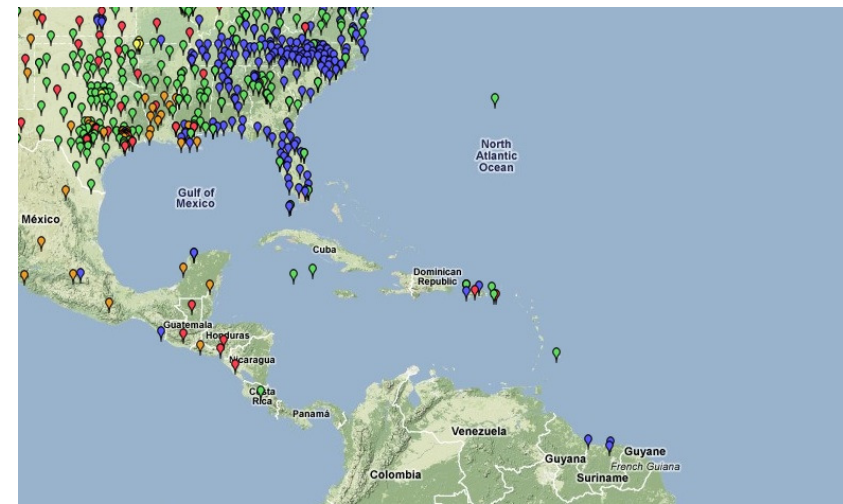 North
Atlantic
Ocean
Gulf of
Mexico
México
Cuba
Dominican
Republic
Guatemala
Honduras
Nicaragua
Costa
Rica
Panamá
Venezuela
Colombia
Guyana
Suriname
Guyane
French Guiana